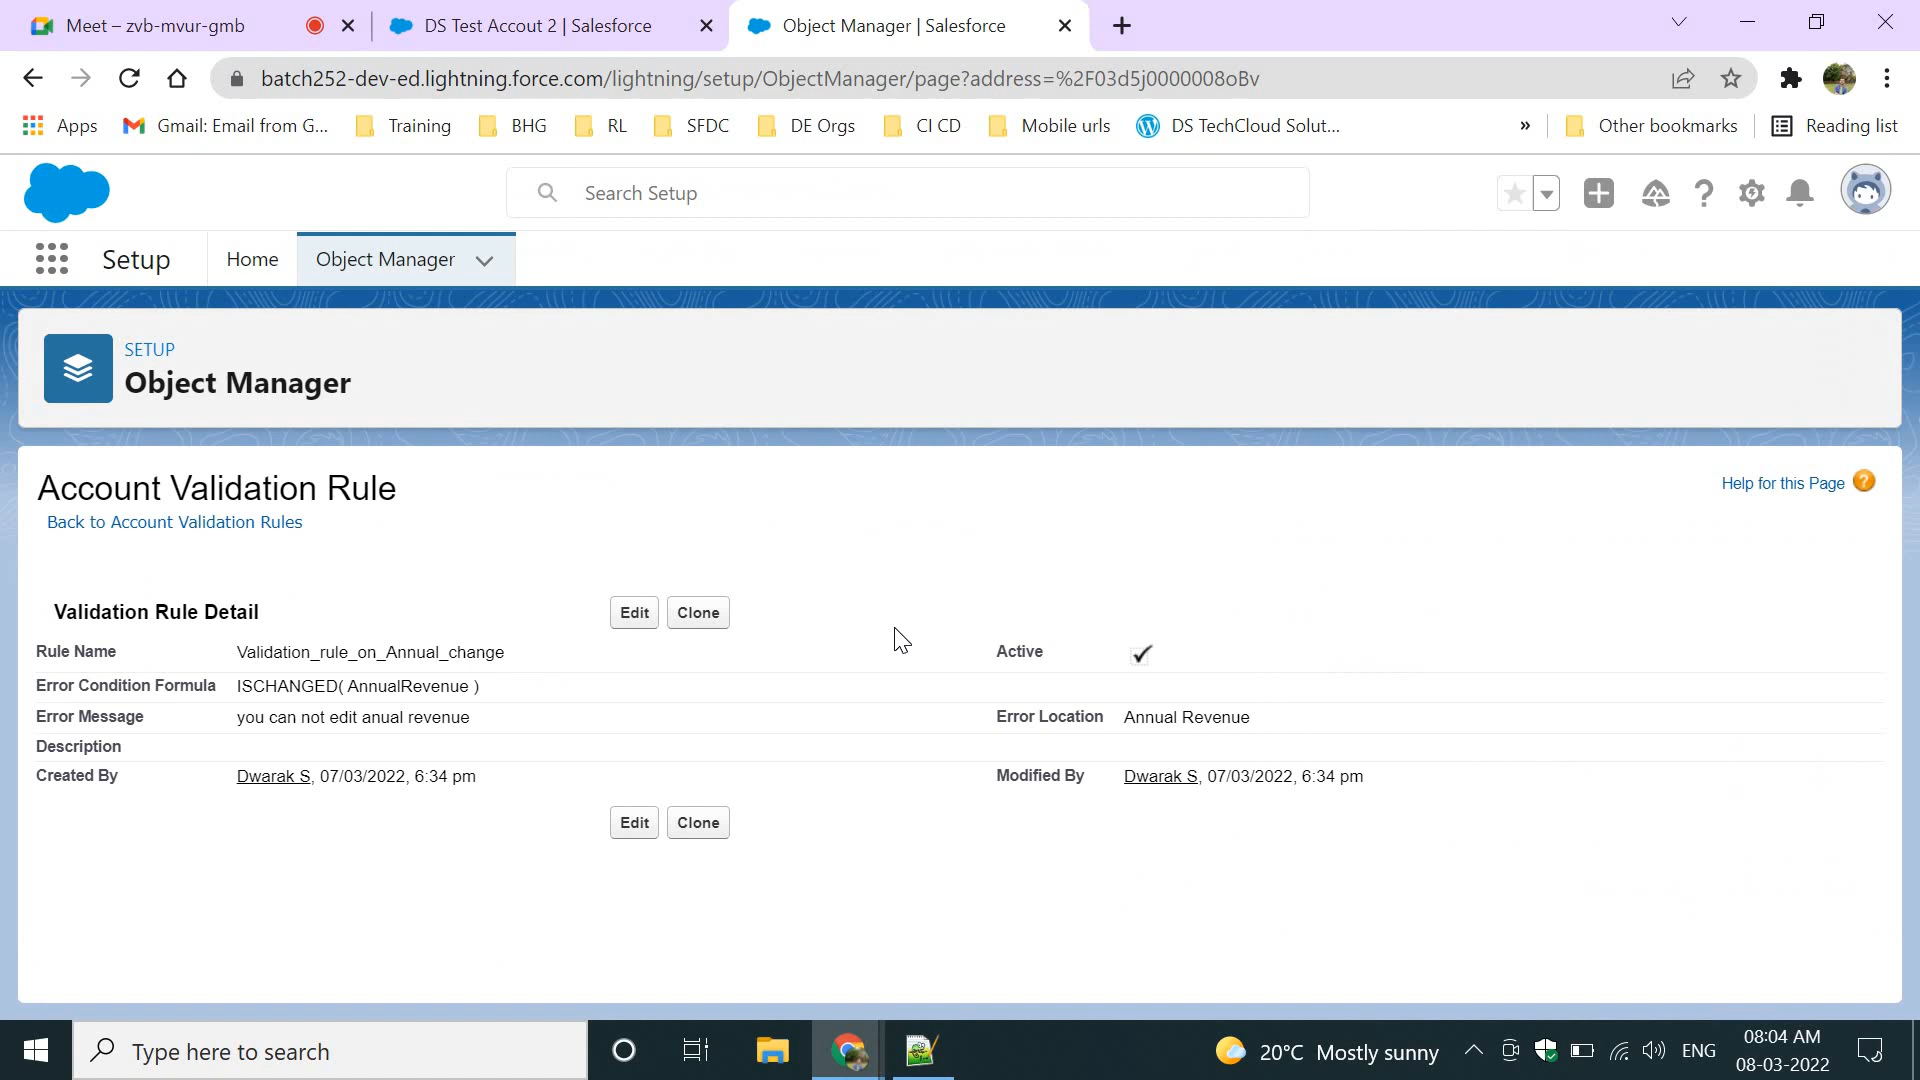 Meet – zvb-mvur-gmb
DS Test Accout 2 | Salesforce
Object Manager | Salesforce
batch252-dev-ed.lightning.force.com/lightning/setup/ObjectManager/page?address=%2F03d5j0000008oBv
Apps
Gmail: Email from G...
Training
BHG
RL
SFDC
DE Orgs
CI CD
Mobile urls
DS TechCloud Solut...
»
Other bookmarks
Reading list
Search Setup
Setup
Home
Object Manager
SETUP
Object Manager
Account Validation Rule
Help for this Page
Back to Account Validation Rules
Validation Rule Detail
Edit
Clone
Rule Name
Validation_rule_on_Annual_change
Active
Error Condition Formula
ISCHANGED( AnnualRevenue )
Error Message
you can not edit anual revenue
Error Location
Annual Revenue
Description
Created By
Dwarak S, 07/03/2022, 6:34 pm
Modified By
Dwarak S, 07/03/2022, 6:34 pm
Edit
Clone
Type here to search
20°C Mostly sunny
ENG
08:04 AM
08-03-2022